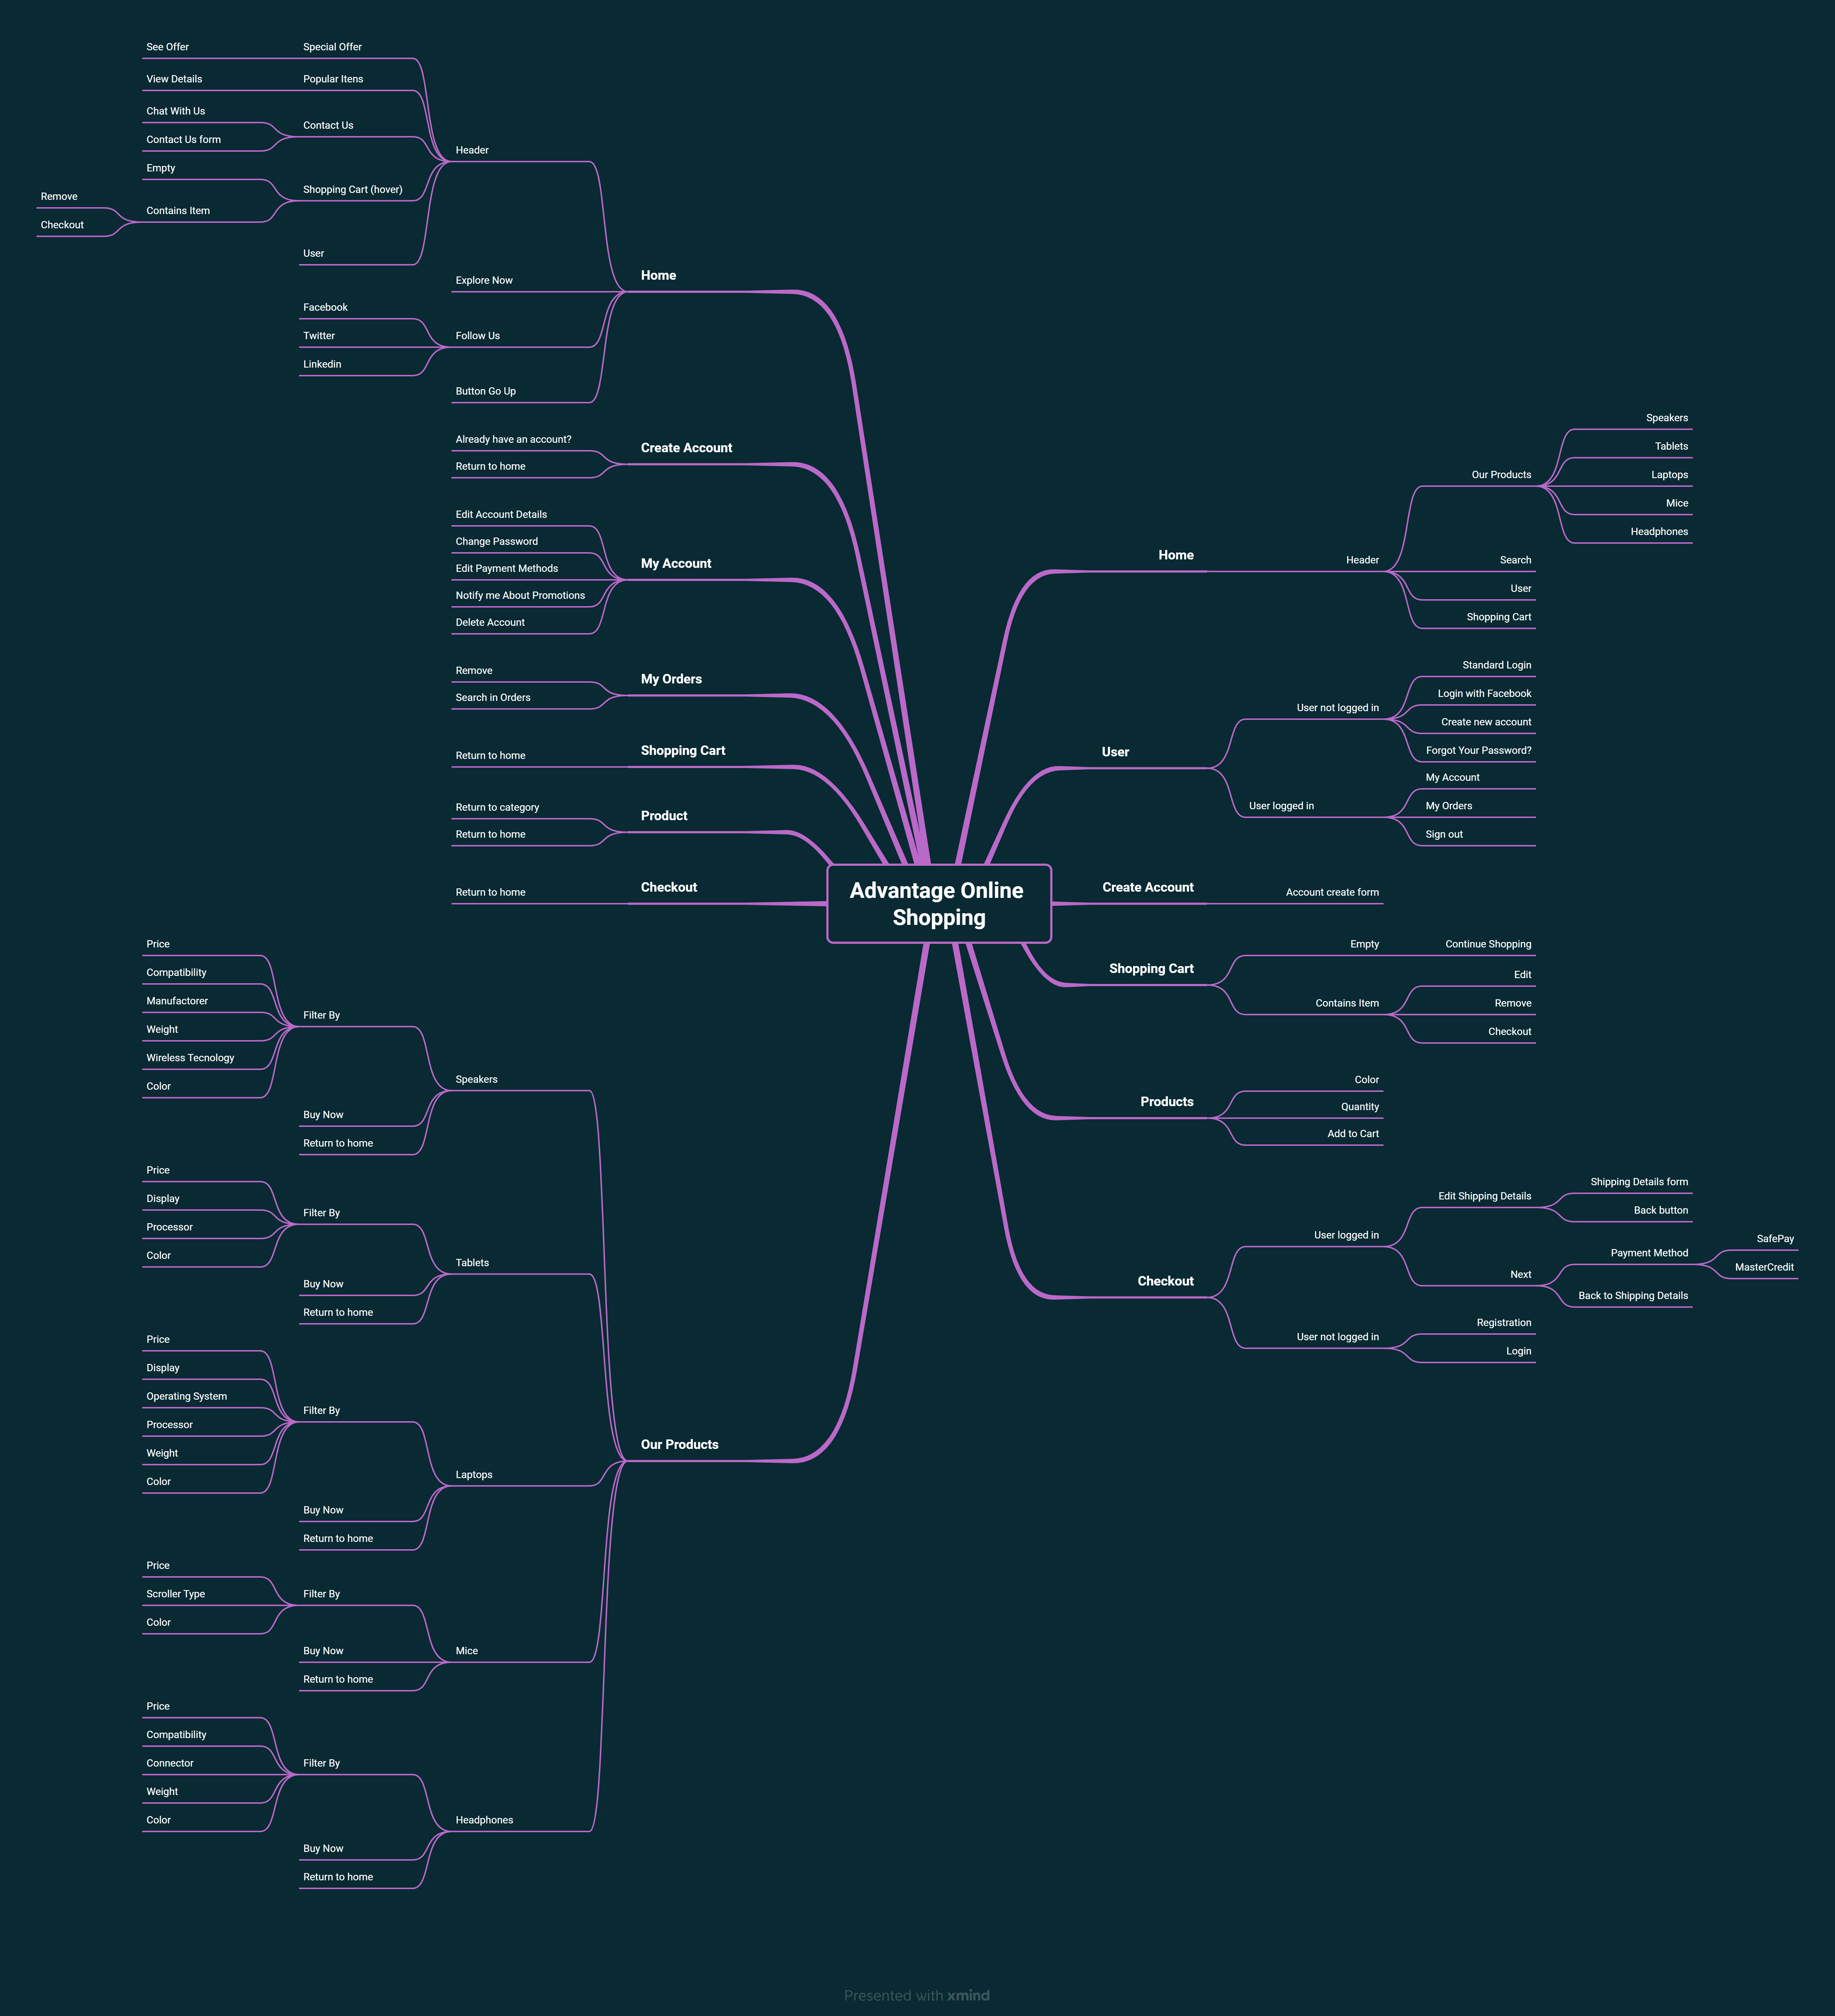 Advantage Online
Shopping
Home
Header
Special Offer
See Offer
Popular Itens
View Details
Contact Us
Chat With Us
Contact Us form
Shopping Cart (hover)
Empty
Contains Item
Remove
Checkout
User
Explore Now
Follow Us
Facebook
Twitter
Linkedin
Button Go Up
Create Account
Already have an account?
Return to home
My Account
Edit Account Details
Change Password
Edit Payment Methods
Notify me About Promotions
Delete Account
My Orders
Remove
Search in Orders
Shopping Cart
Return to home
Product
Return to category
Return to home
Checkout
Return to home
Our Products
Speakers
Filter By
Price
Compatibility
Manufactorer
Weight
Wireless Tecnology
Color
Buy Now
Return to home
Tablets
Filter By
Price
Display
Processor
Color
Buy Now
Return to home
Laptops
Filter By
Price
Display
Operating System
Processor
Weight
Color
Buy Now
Return to home
Mice
Filter By
Price
Scroller Type
Color
Buy Now
Return to home
Headphones
Filter By
Price
Compatibility
Connector
Weight
Color
Buy Now
Return to home
Home
Header
Our Products
Speakers
Tablets
Laptops
Mice
Headphones
Search
User
Shopping Cart
User
User not logged in
Standard Login
Login with Facebook
Create new account
Forgot Your Password?
User logged in
My Account
My Orders
Sign out
Create Account
Account create form
Shopping Cart
Empty
Continue Shopping
Contains Item
Edit
Remove
Checkout
Products
Color
Quantity
Add to Cart
Checkout
User logged in
Edit Shipping Details
Shipping Details form
Back button
Next
Payment Method
SafePay
MasterCredit
Back to Shipping Details
User not logged in
Registration
Login
Presented with xmind